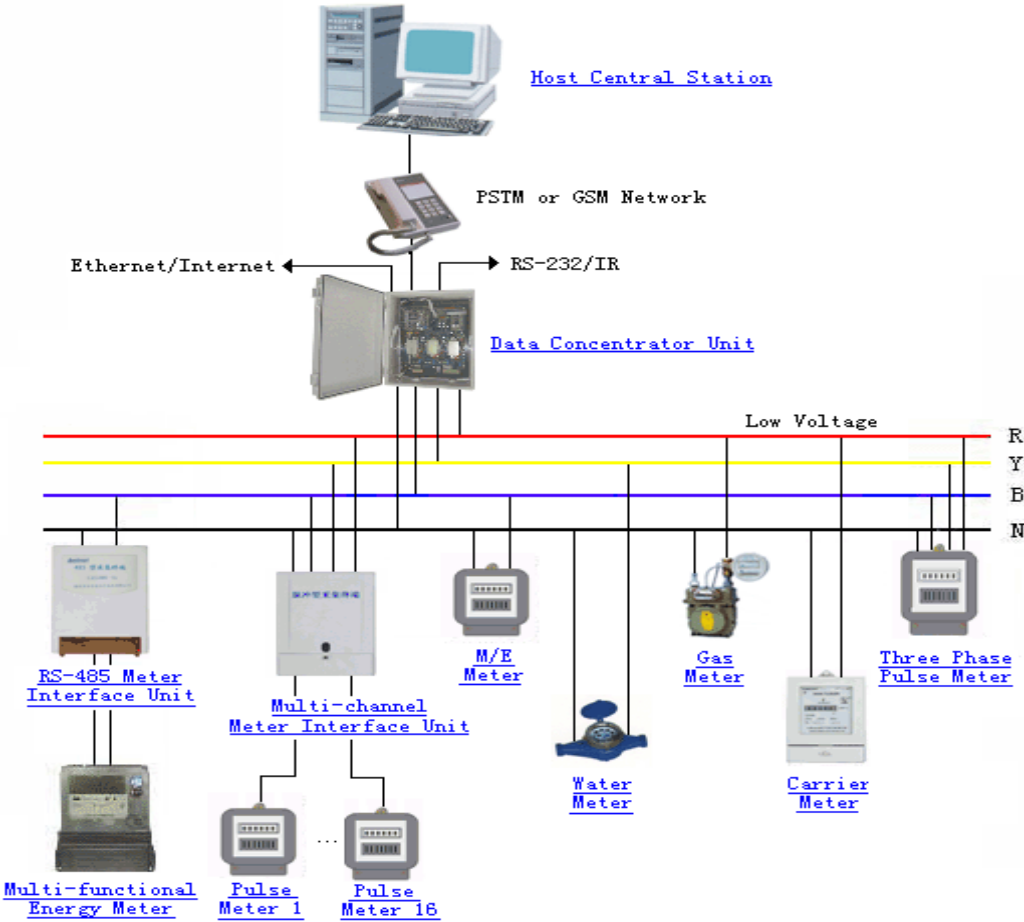 Host Central Station
PSTM or GSM Network
Ethernet/Internet
RS-232/IR
Data Concentrator Unit
Low Voltage
R
Y
B
N
RS-485 Meter
Interface Unit
Multi-channel
Meter Interface Unit
M/E
Meter
Gas
Meter
Three Phase
Pulse Meter
Water
Meter
Carrier
Meter
Multi-functional
Energy Meter
Pulse
Meter 1
...
Pulse
Meter 16